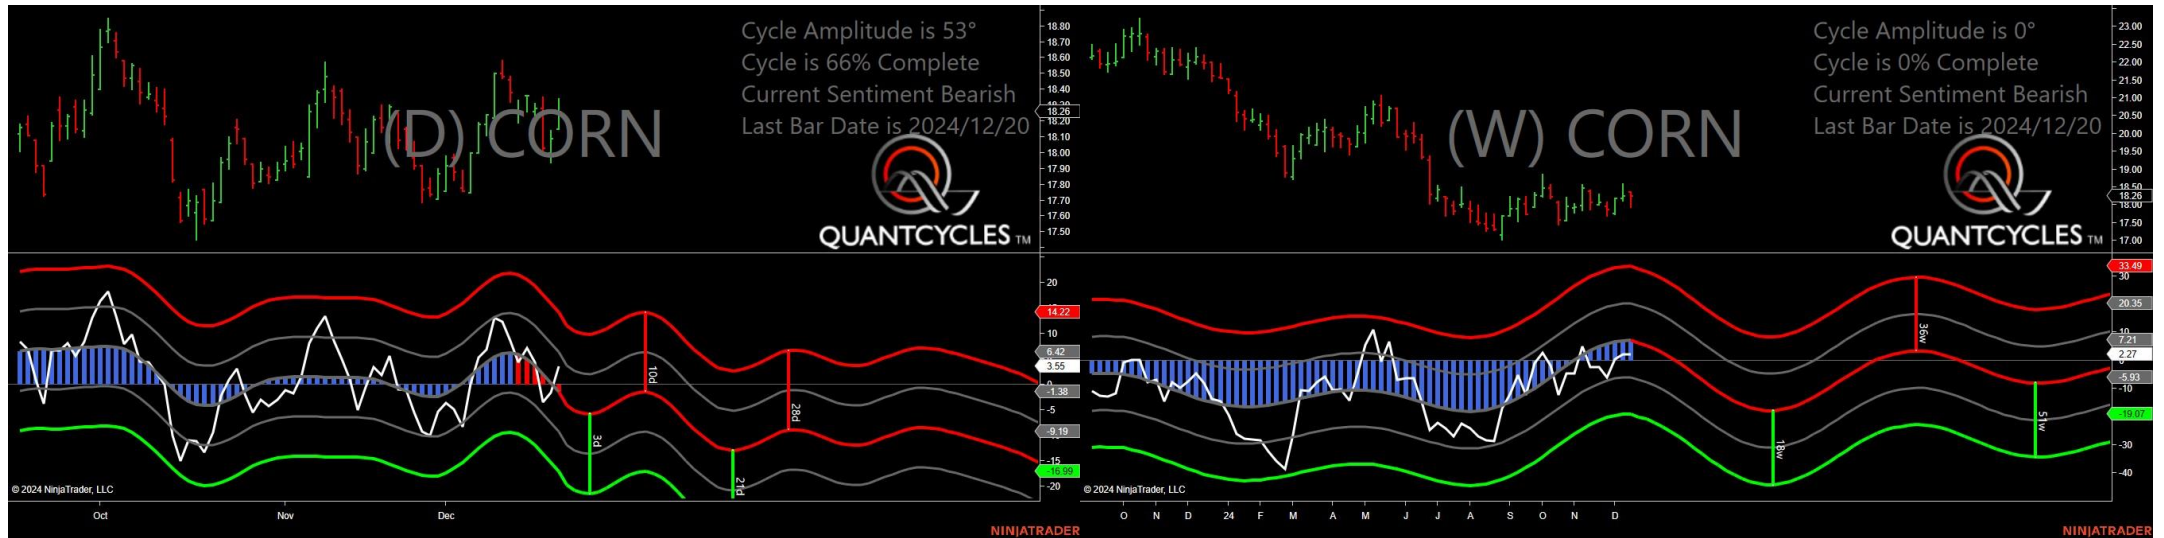 Cycle Amplitude is 53°
Cycle is 66% Complete
Current Sentiment Bearish
Last Bar Date is 2024/12/20
(D) CORN
QUANTCYCLES TM
18.80
18.70
18.60
18.50
18.40
18.26
18.20
18.10
18.00
17.90
17.80
17.70
17.60
17.50
20
14.22
10
6.42
3.55
-1.38
-5
-9.19
-15
-16.99
-20
3d
10d
21d
28d
© 2024 NinjaTrader, LLC
Oct
Nov
Dec
NINJATRADER
Cycle Amplitude is 0°
Cycle is 0% Complete
Current Sentiment Bearish
Last Bar Date is 2024/12/20
(W) CORN
QUANTCYCLES TM
23.00
22.50
22.00
21.50
21.00
20.50
20.00
19.50
19.00
18.50
18.26
18.00
17.50
17.00
33.49
30
20.35
10
7.21
2.27
-5.93
-10
-19.07
-30
-40
18w
36w
51w
© 2024 NinjaTrader, LLC
O
N
D
24
F
M
A
M
J
J
A
S
O
N
D
NINJATRADER